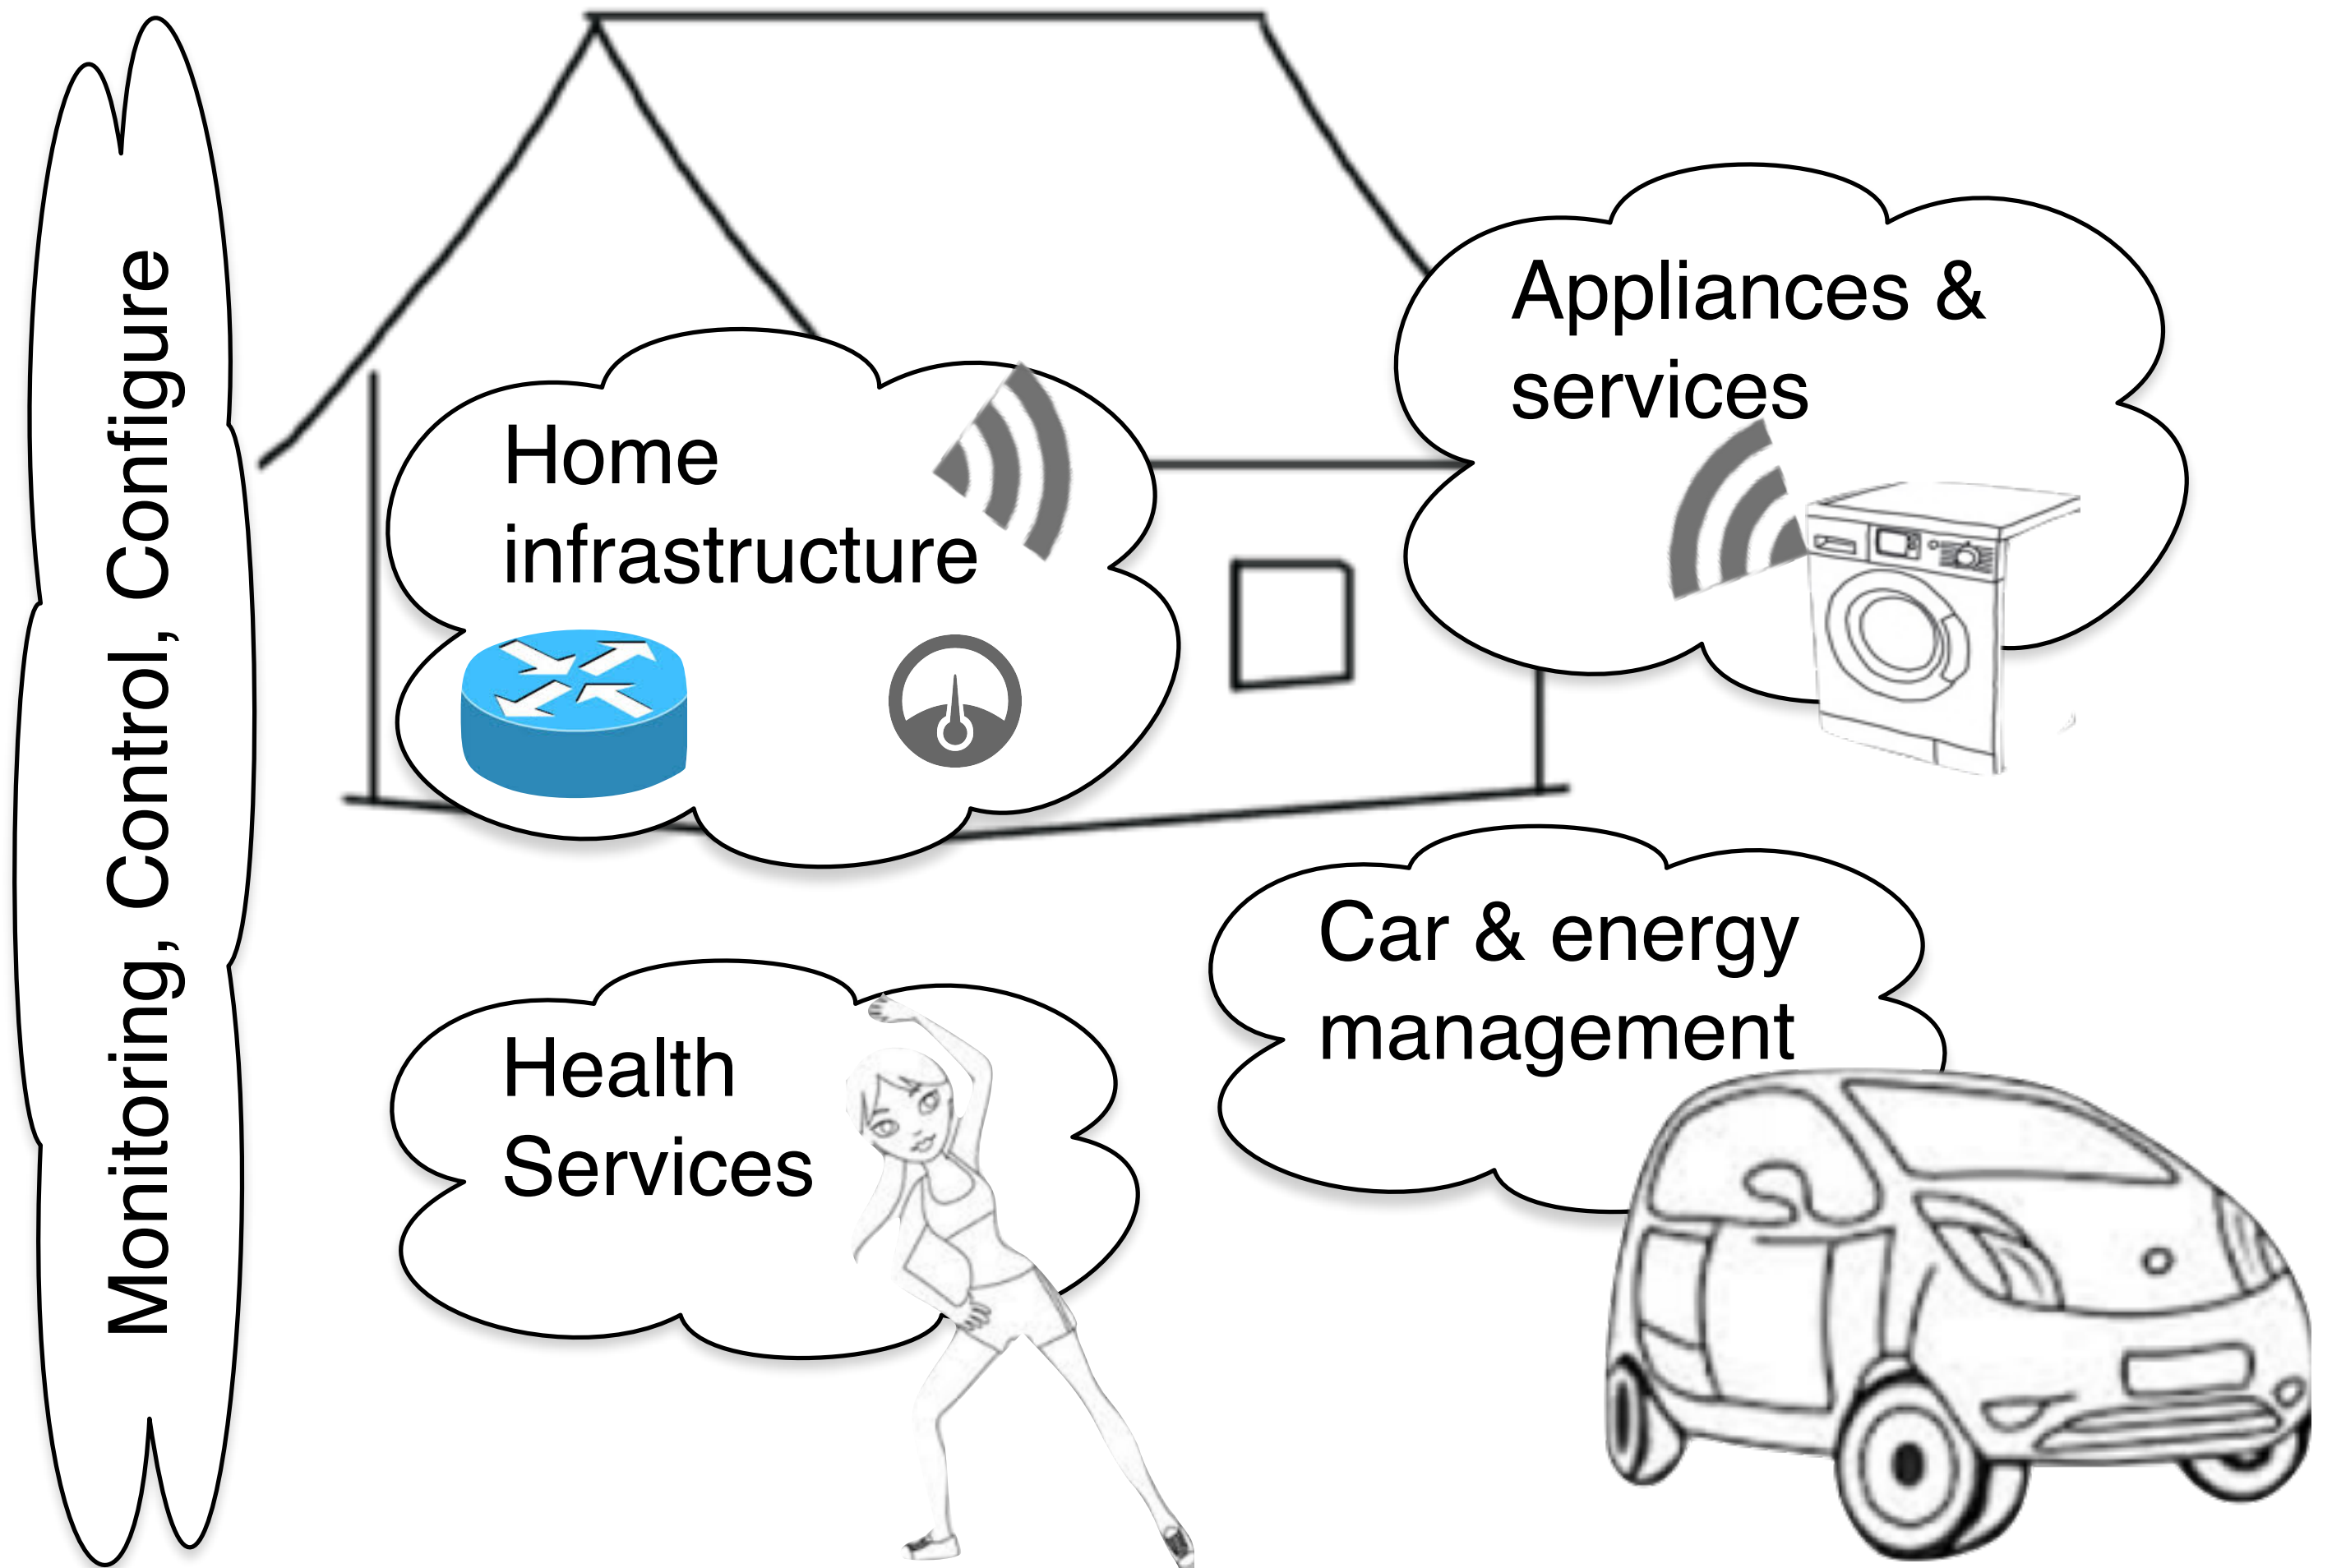 Monitoring, Control, Configure
Home
infrastructure
Appliances &
services
Health
Services
Car & energy
management